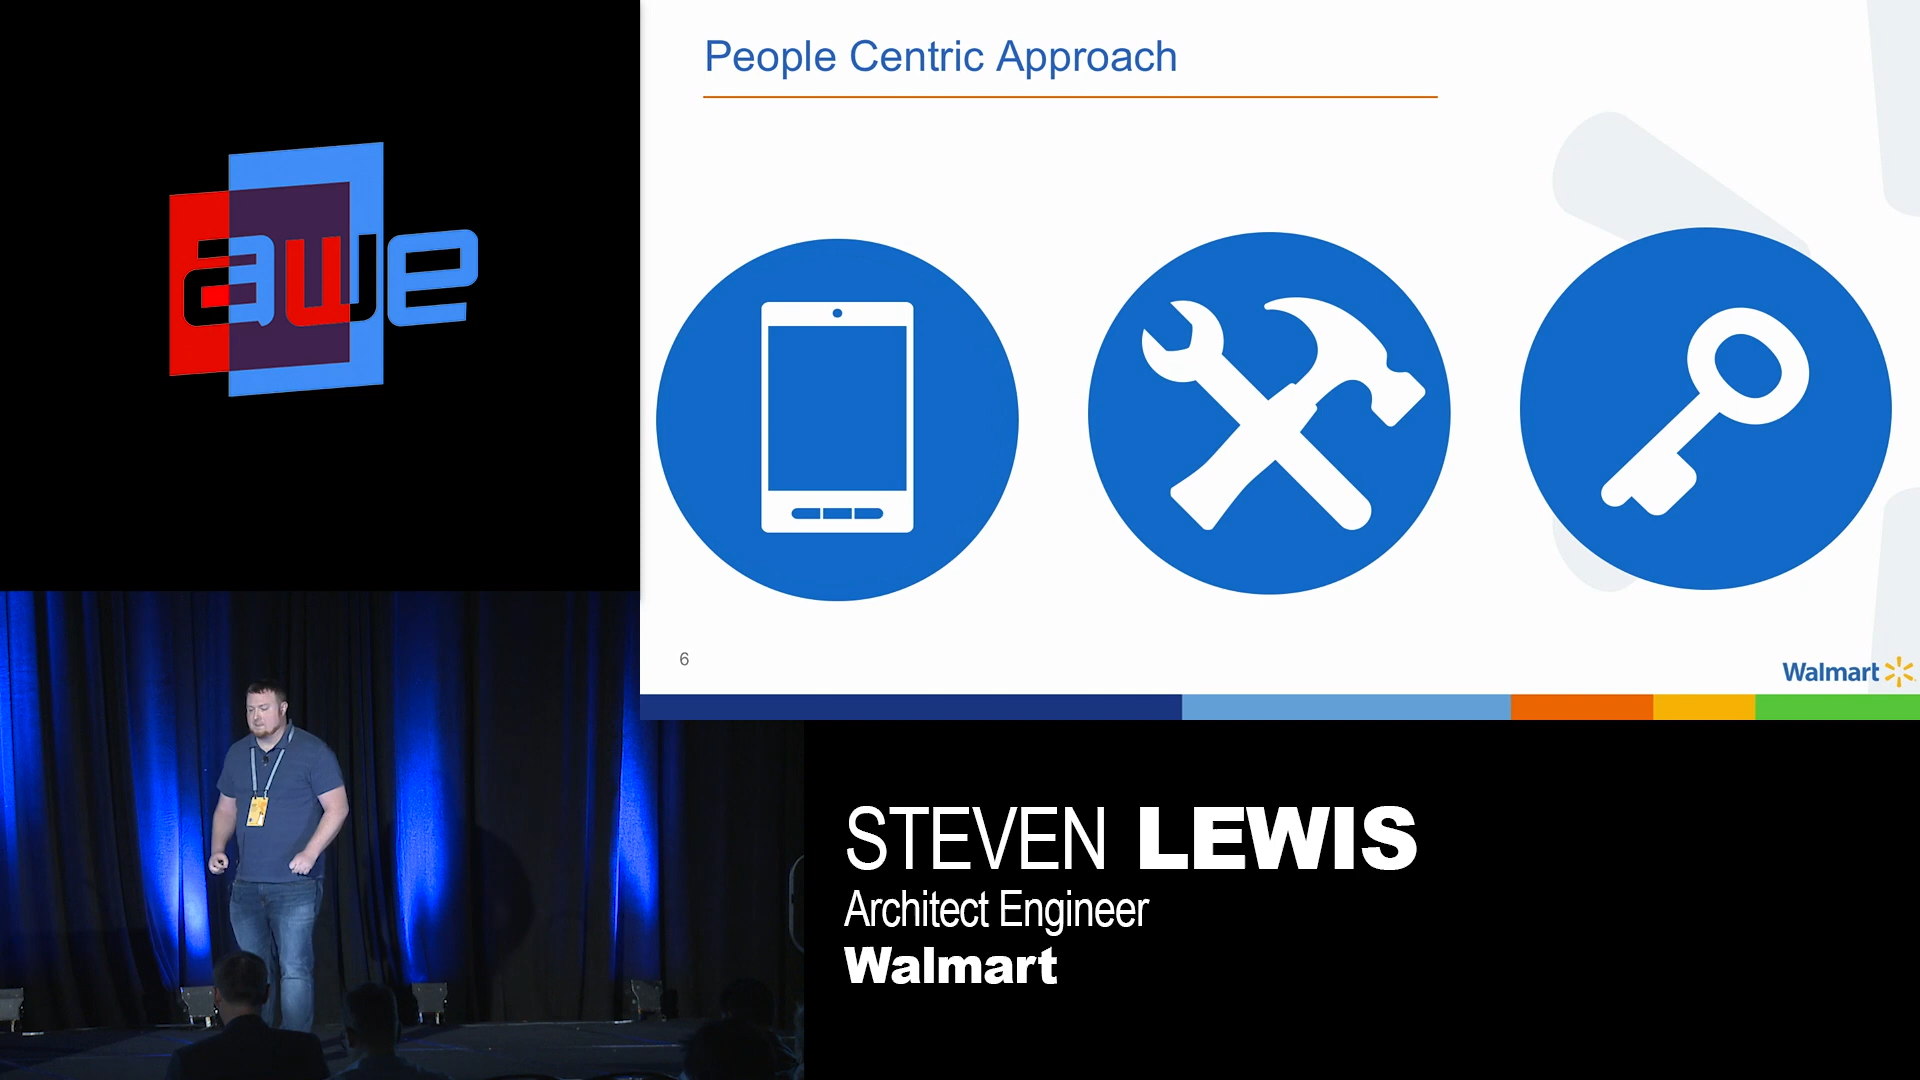 awe
People Centric Approach
6
Walmart
STEVEN LEWIS
Architect Engineer
Walmart